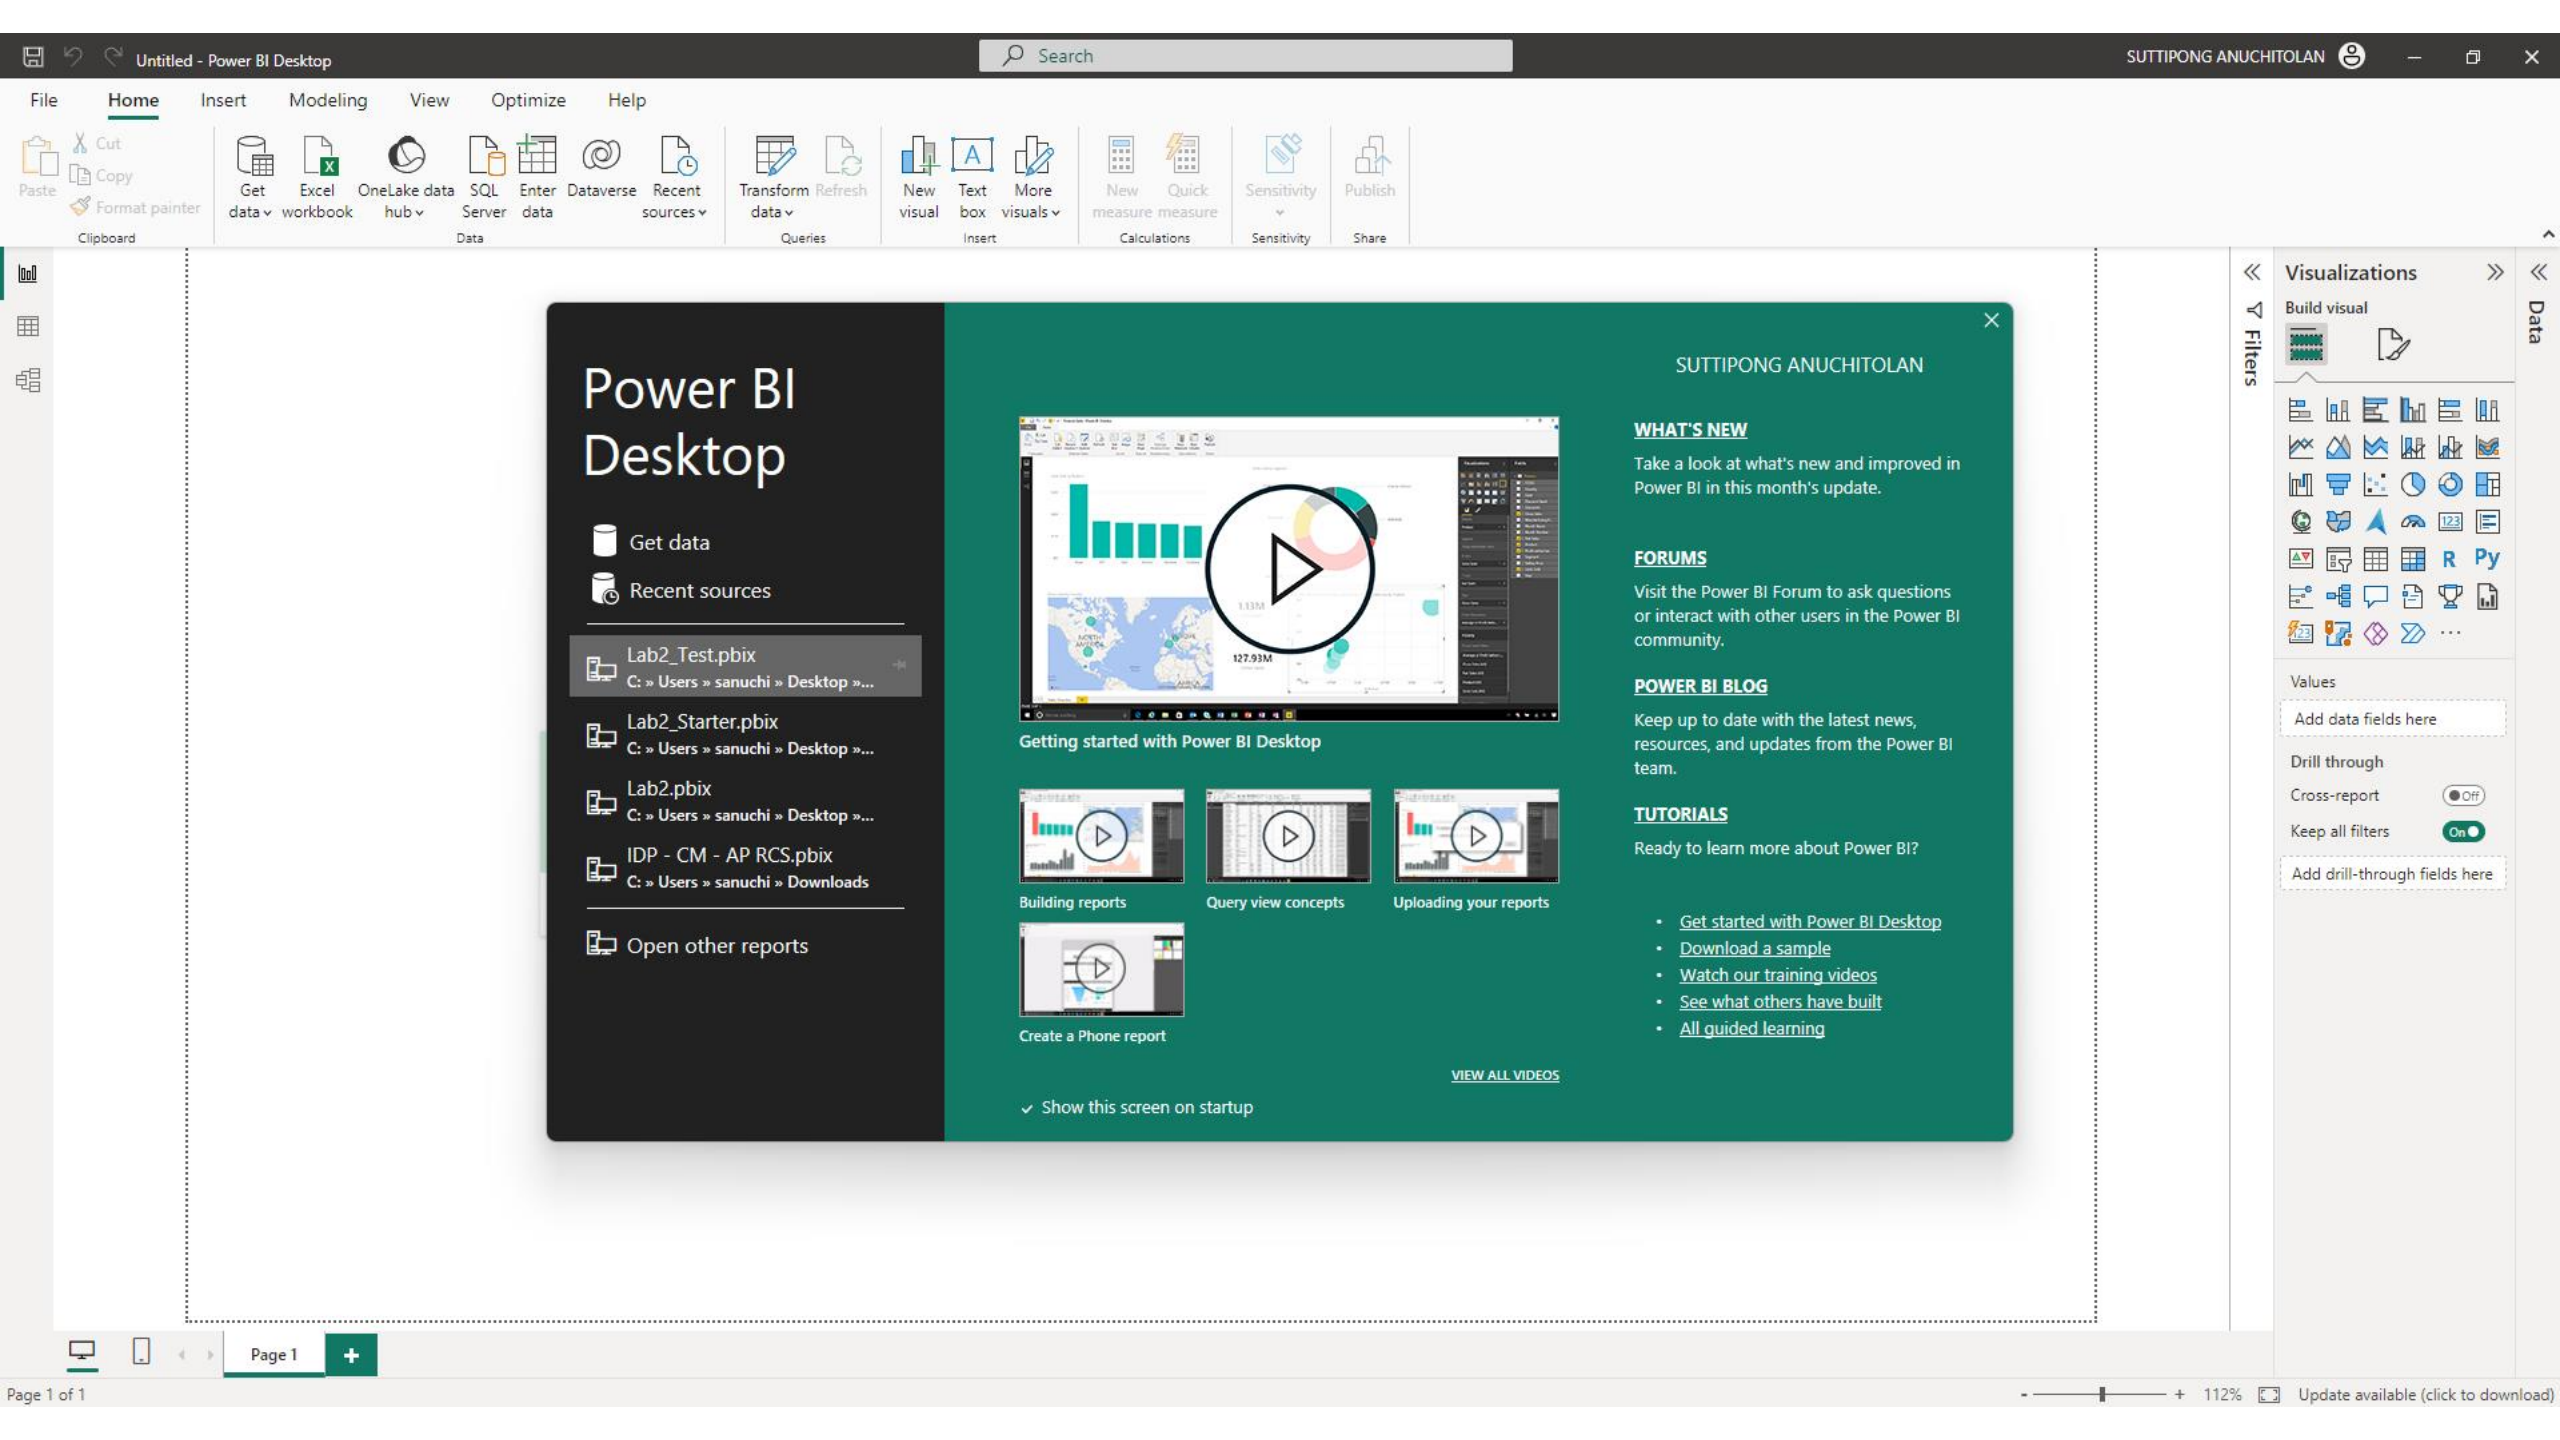 Untitled - Power BI Desktop
Search
SUTTIPONG ANUCHITOLAN
File Home Insert Modeling View Optimize Help
Paste
Cut
Copy
Format painter
Clipboard
Get data
Excel workbook
OneLake data hub
SQL Server
Enter data
Dataverse
Recent sources
Data
Transform data
Refresh
Queries
New visual
Text box
More visuals
Insert
New measure
Quick measure
Calculations
Sensitivity
Sensitivity
Publish
Share
Power BI
Desktop
Get data
Recent sources
Lab2_Test.pbix
C: » Users » sanuchi » Desktop »...
Lab2_Starter.pbix
C: » Users » sanuchi » Desktop »...
Lab2.pbix
C: » Users » sanuchi » Desktop »...
IDP - CM - AP RCS.pbix
C: » Users » sanuchi » Downloads
Open other reports
1.13M
127.93M
NORTH AMERICA
Getting started with Power BI Desktop
Building reports
Query view concepts
Uploading your reports
Create a Phone report
VIEW ALL VIDEOS
Show this screen on startup
SUTTIPONG ANUCHITOLAN
WHAT'S NEW
Take a look at what's new and improved in
Power BI in this month's update.
FORUMS
Visit the Power BI Forum to ask questions
or interact with other users in the Power BI
community.
POWER BI BLOG
Keep up to date with the latest news,
resources, and updates from the Power BI
team.
TUTORIALS
Ready to learn more about Power BI?
• Get started with Power BI Desktop
• Download a sample
• Watch our training videos
• See what others have built
• All guided learning
Filters
Visualizations
Build visual
123
R
Py
123
Values
Add data fields here
Drill through
Cross-report
Off
Keep all filters
On
Add drill-through fields here
Data
Page 1
Page 1 of 1
- + 112%
Update available (click to download)